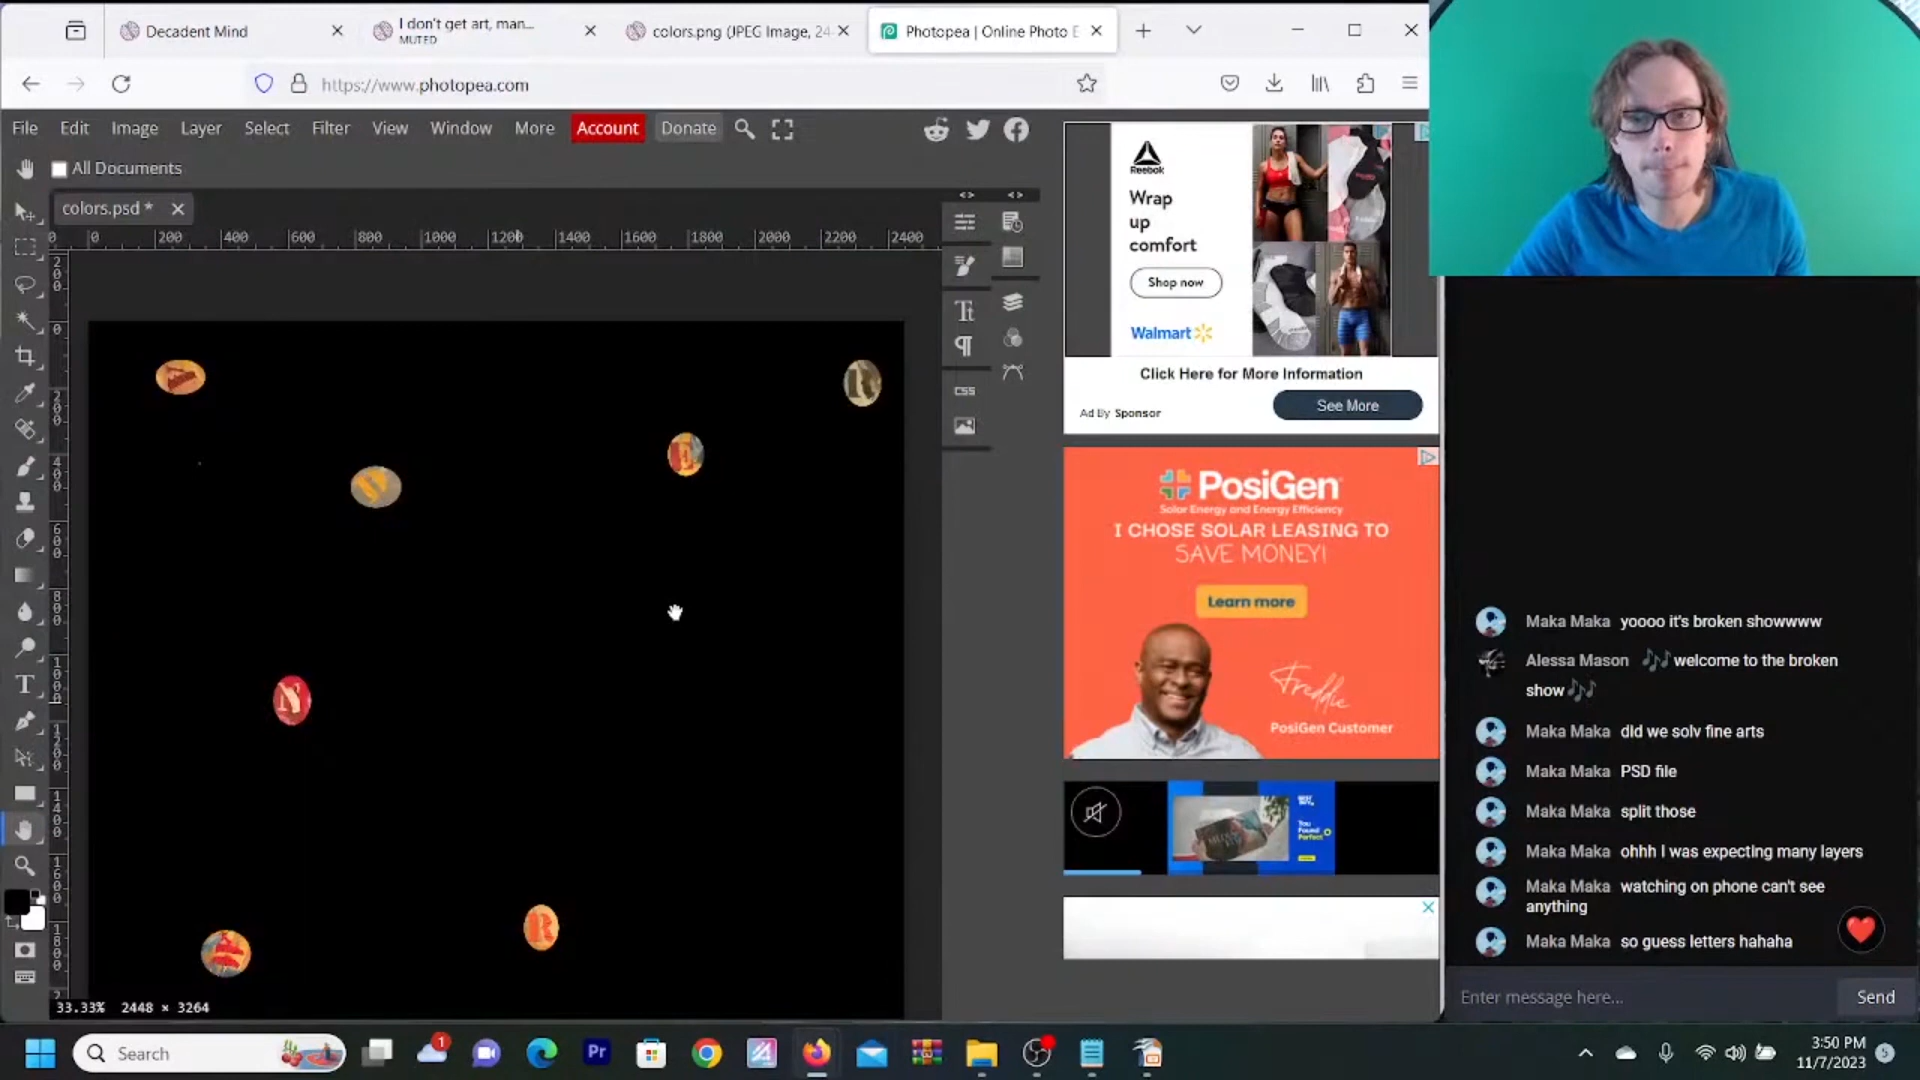 Decadent Mind
I don't get art, man...
MUTED
colors.png (JPEG Image, 24
Photopea | Online Photo E
https://www.photopea.com
File Edit Image Layer Select Filter View Window More Account Donate
All Documents
colors.psd *
0 0 200 400 600 800 1000 1200 1400 1600 1800 2000 2200 2400
Reebok
Wrap
up
comfort
Shop now
Walmart
Click Here for More Information
Ad By Sponsor
See More
PosiGen
Solar Energy and Energy Efficiency
I CHOSE SOLAR LEASING TO
SAVE MONEY!
Learn more
Freddie
PosiGen Customer
CSS
N
R
33.33% 2448 × 3264
Maka Maka yoooo it's broken showwww
Alessa Mason 🎶welcome to the broken
show🎶
Maka Maka did we solv fine arts
Maka Maka PSD file
Maka Maka split those
Maka Maka ohhh I was expecting many layers
Maka Maka watching on phone can't see
anything
Maka Maka so guess letters hahaha
Enter message here...
Send
Search
1
Pr
3:50 PM
11/7/2023
5